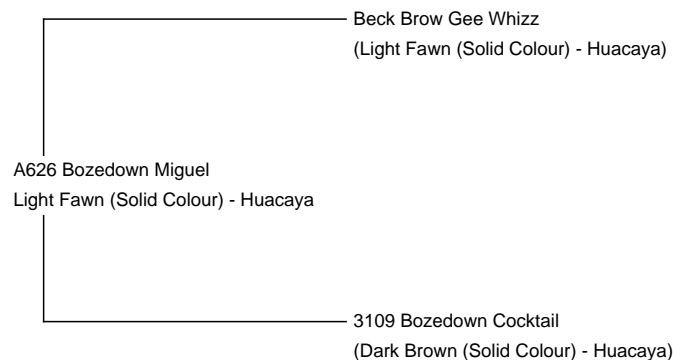 Beck Brow Gee Whizz
(Light Fawn (Solid Colour) - Huacaya)
A626 Bozedown Miguel
Light Fawn (Solid Colour) - Huacaya
3109 Bozedown Cocktail
(Dark Brown (Solid Colour) - Huacaya)